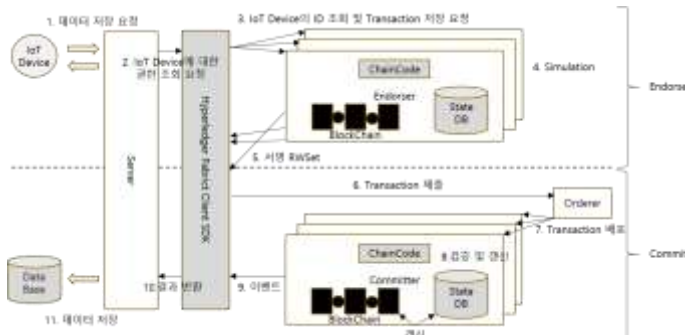 1. 데이터 저장 요청
3. IoT Device의 ID 조회 및 Transaction 저장 요청
IoT
Device
2. IoT Device에 대한
권한 조회 요청
ChainCode
4. Simulation
Endorser
State
DB
BlockChain
Endorse
Server
Hyperledger Fabric Client SDK
5. 서명 RWSet
6. Transaction 제출
Orderer
7. Transaction 배포
ChainCode
8.검증 및 갱신
Commit
Committer
State
DB
BlockChain
갱신
Data
Base
10.결과 반환
9. 이벤트
11. 데이터 저장